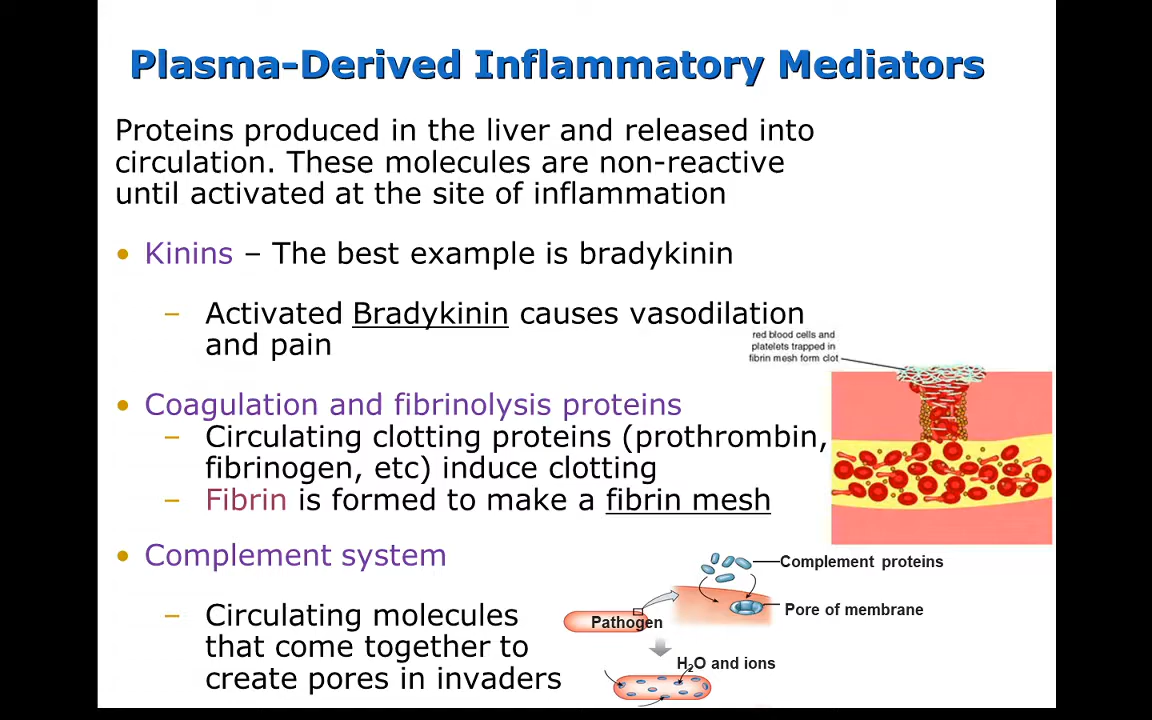 Plasma-Derived Inflammatory Mediators
Proteins produced in the liver and released into
circulation. These molecules are non-reactive
until activated at the site of inflammation
• Kinins – The best example is bradykinin
– Activated Bradykinin causes vasodilation
and pain
red blood cells and
platelets trapped in
fibrin mesh form clot
• Coagulation and fibrinolysis proteins
– Circulating clotting proteins (prothrombin,
fibrinogen, etc) induce clotting
– Fibrin is formed to make a fibrin mesh
• Complement system
– Circulating molecules
that come together to
create pores in invaders
Complement proteins
Pore of membrane
Pathogen
H₂O and ions